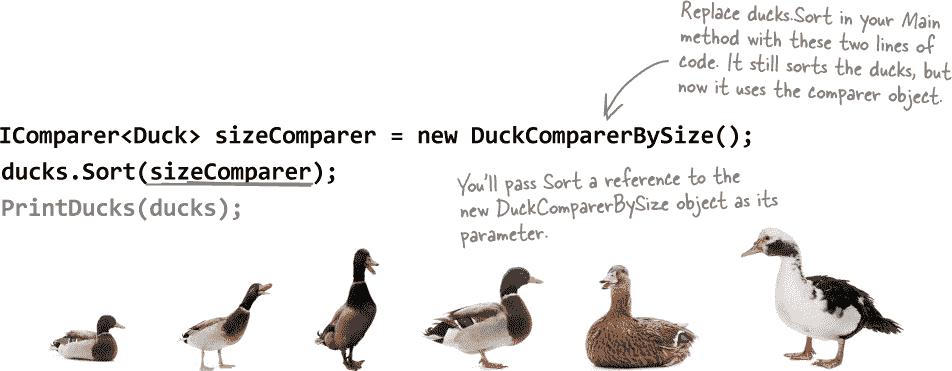 Replace ducks.Sort in your Main
method with these two lines of
code. It still sorts the ducks, but
now it uses the comparer object.
IComparer<Duck> sizeComparer = new DuckComparerBySize();
ducks.Sort(sizeComparer);
PrintDucks(ducks);
You'll pass Sort a reference to the
new DuckComparerBySize object as its
parameter.